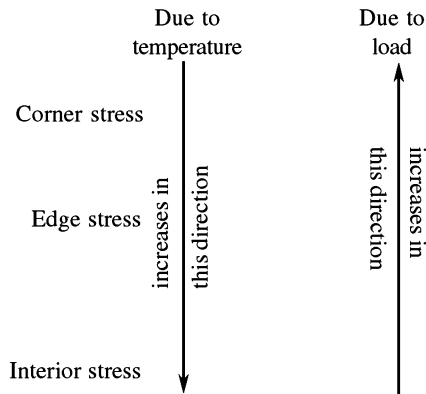 Due to
temperature
Due to
load
Corner stress
Edge stress
Interior stress
increases in
this direction
this direction
increases in